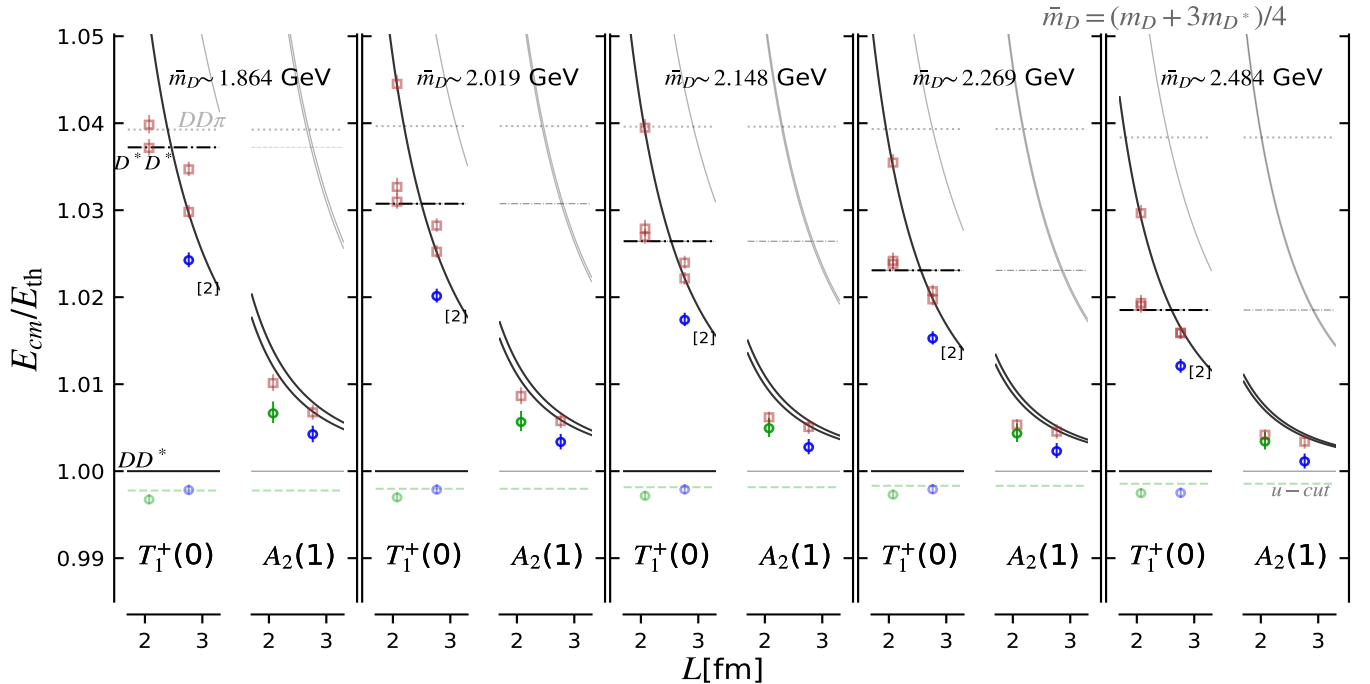 m̄_D = (m_D + 3m_D*)/4
1.05
m̄_D~ 1.864 GeV
m̄_D~ 2.019 GeV
m̄_D~ 2.148 GeV
m̄_D~ 2.269 GeV
m̄_D~ 2.484 GeV
1.04
DDπ
D*D*
1.03
E_cm/E_th
1.02
[2]
[2]
[2]
[2]
[2]
1.01
DD*
1.00
u−cut
0.99
T₁⁺(0) A₂(1) T₁⁺(0) A₂(1) T₁⁺(0) A₂(1) T₁⁺(0) A₂(1) T₁⁺(0) A₂(1)
2 3 2 3 2 3 2 3 2 3 2 3 2 3 2 3 2 3 2 3
L[fm]